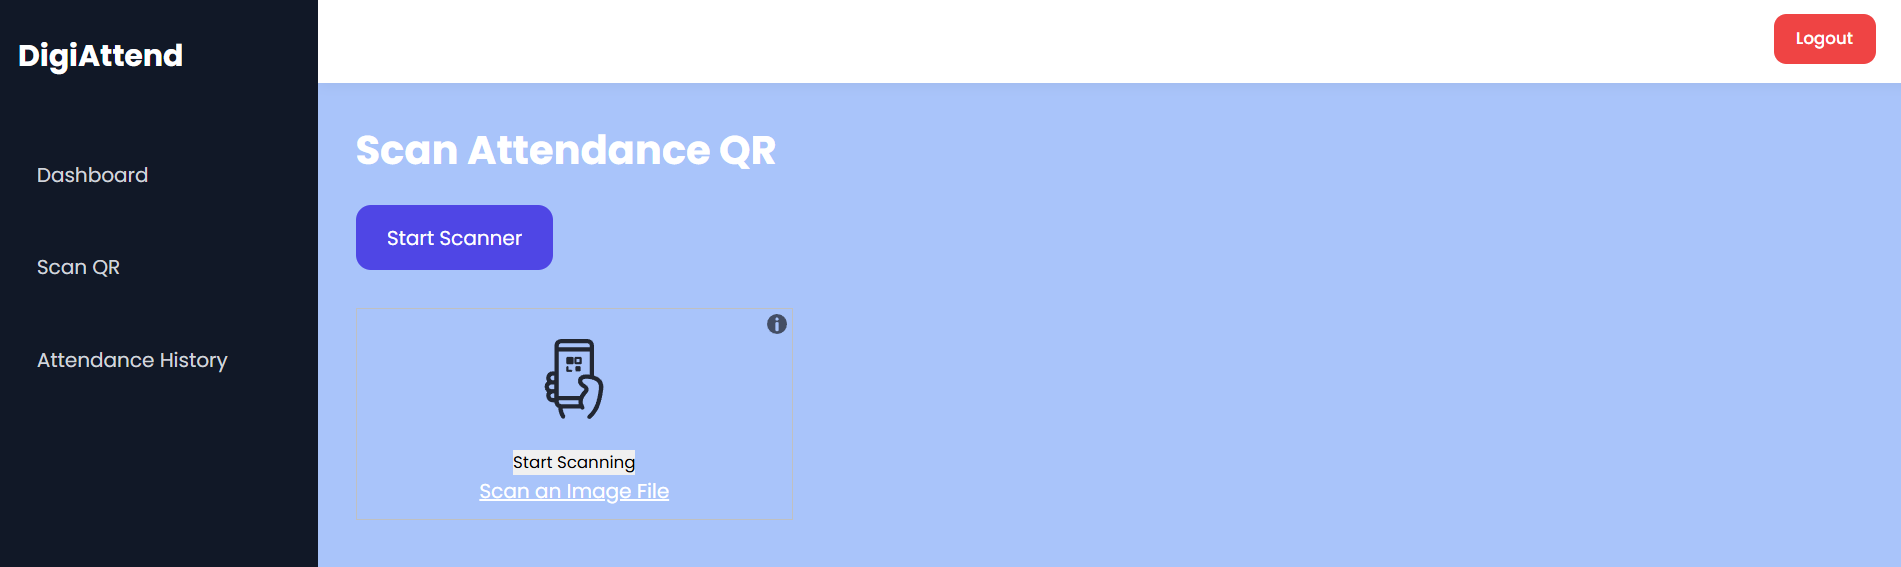 DigiAttend
Logout
Dashboard
Scan QR
Attendance History
Scan Attendance QR
Start Scanner
Start Scanning
Scan an Image File